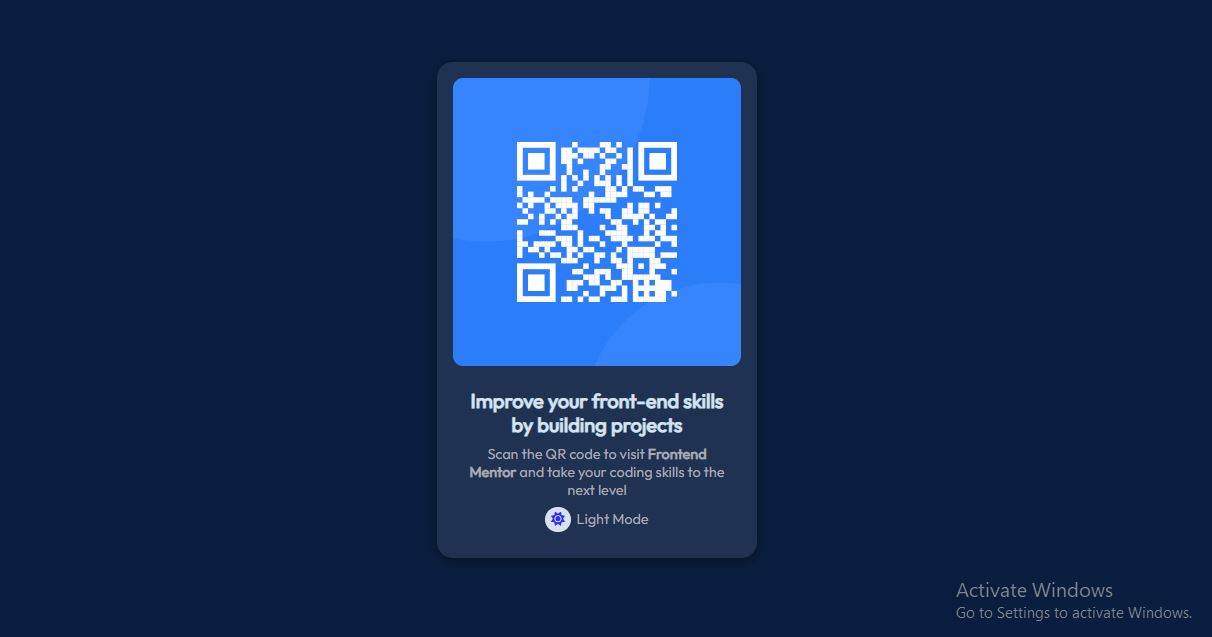 Improve your front-end skills
by building projects
Scan the QR code to visit Frontend
Mentor and take your coding skills to the
next level
Light Mode
Activate Windows
Go to Settings to activate Windows.